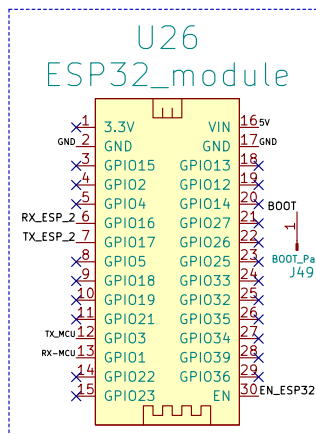 U26
ESP32_module
1 3.3V VIN 16 5V
GND 2 GND GND 17 GND
3 GPIO15 GPIO13 18
4 GPIO2 GPIO12 19
5 GPIO4 GPIO14 20
RX_ESP_2 6 GPIO16 GPIO27 21
TX_ESP_2 7 GPIO17 GPIO26 22
8 GPIO5 GPIO25 23
9 GPIO18 GPIO33 24
10 GPIO19 GPIO32 25
11 GPIO21 GPIO35 26
TX_MCU 12 GPIO3 GPIO34 27
RX-MCU 13 GPIO1 GPIO39 28
14 GPIO22 GPIO36 29
15 GPIO23 EN 30 EN_ESP32
BOOT
1
BOOT_Pa
J49